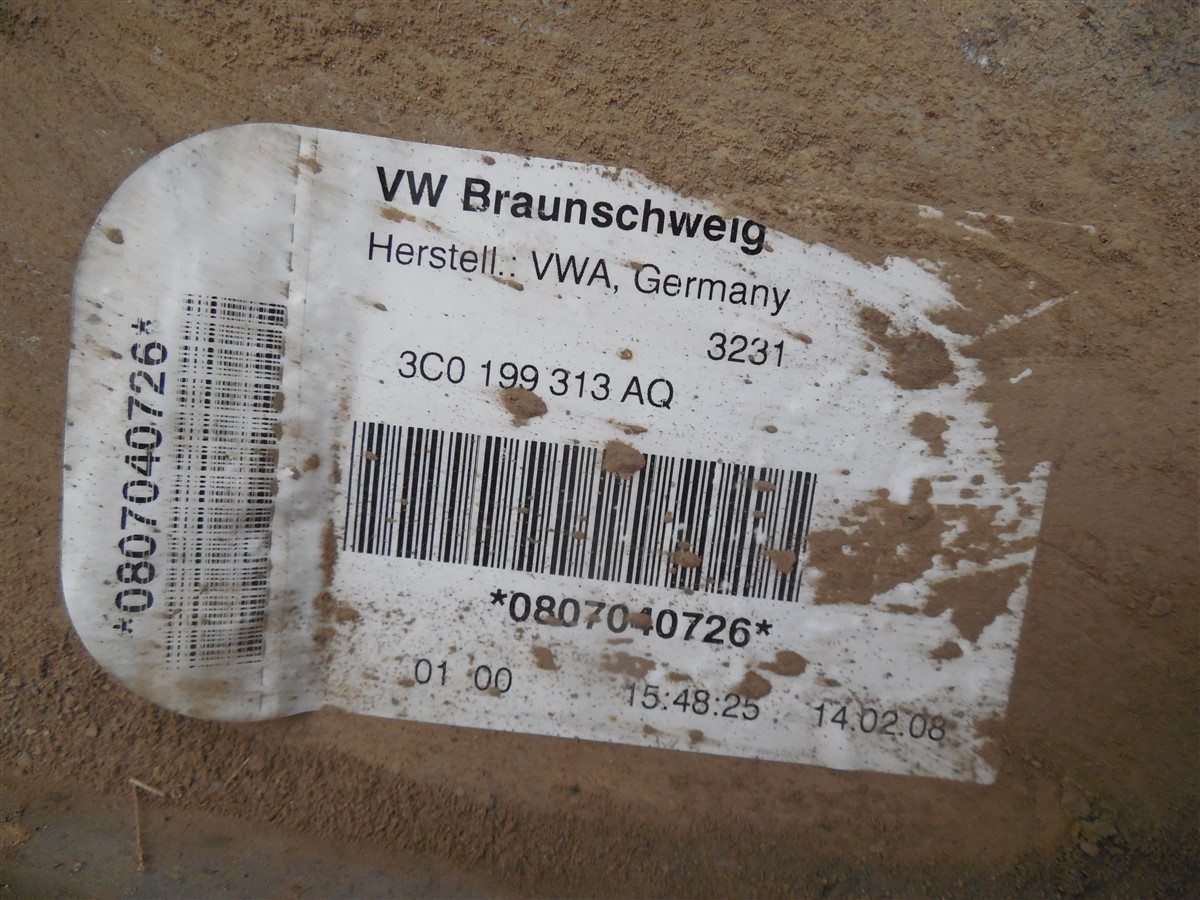 VW Braunschweig
Herstell.: VWA, Germany
3231
3C0 199 313 AQ
*0807040726*
01 00 15:48:25 14.02.08
*0807040726*